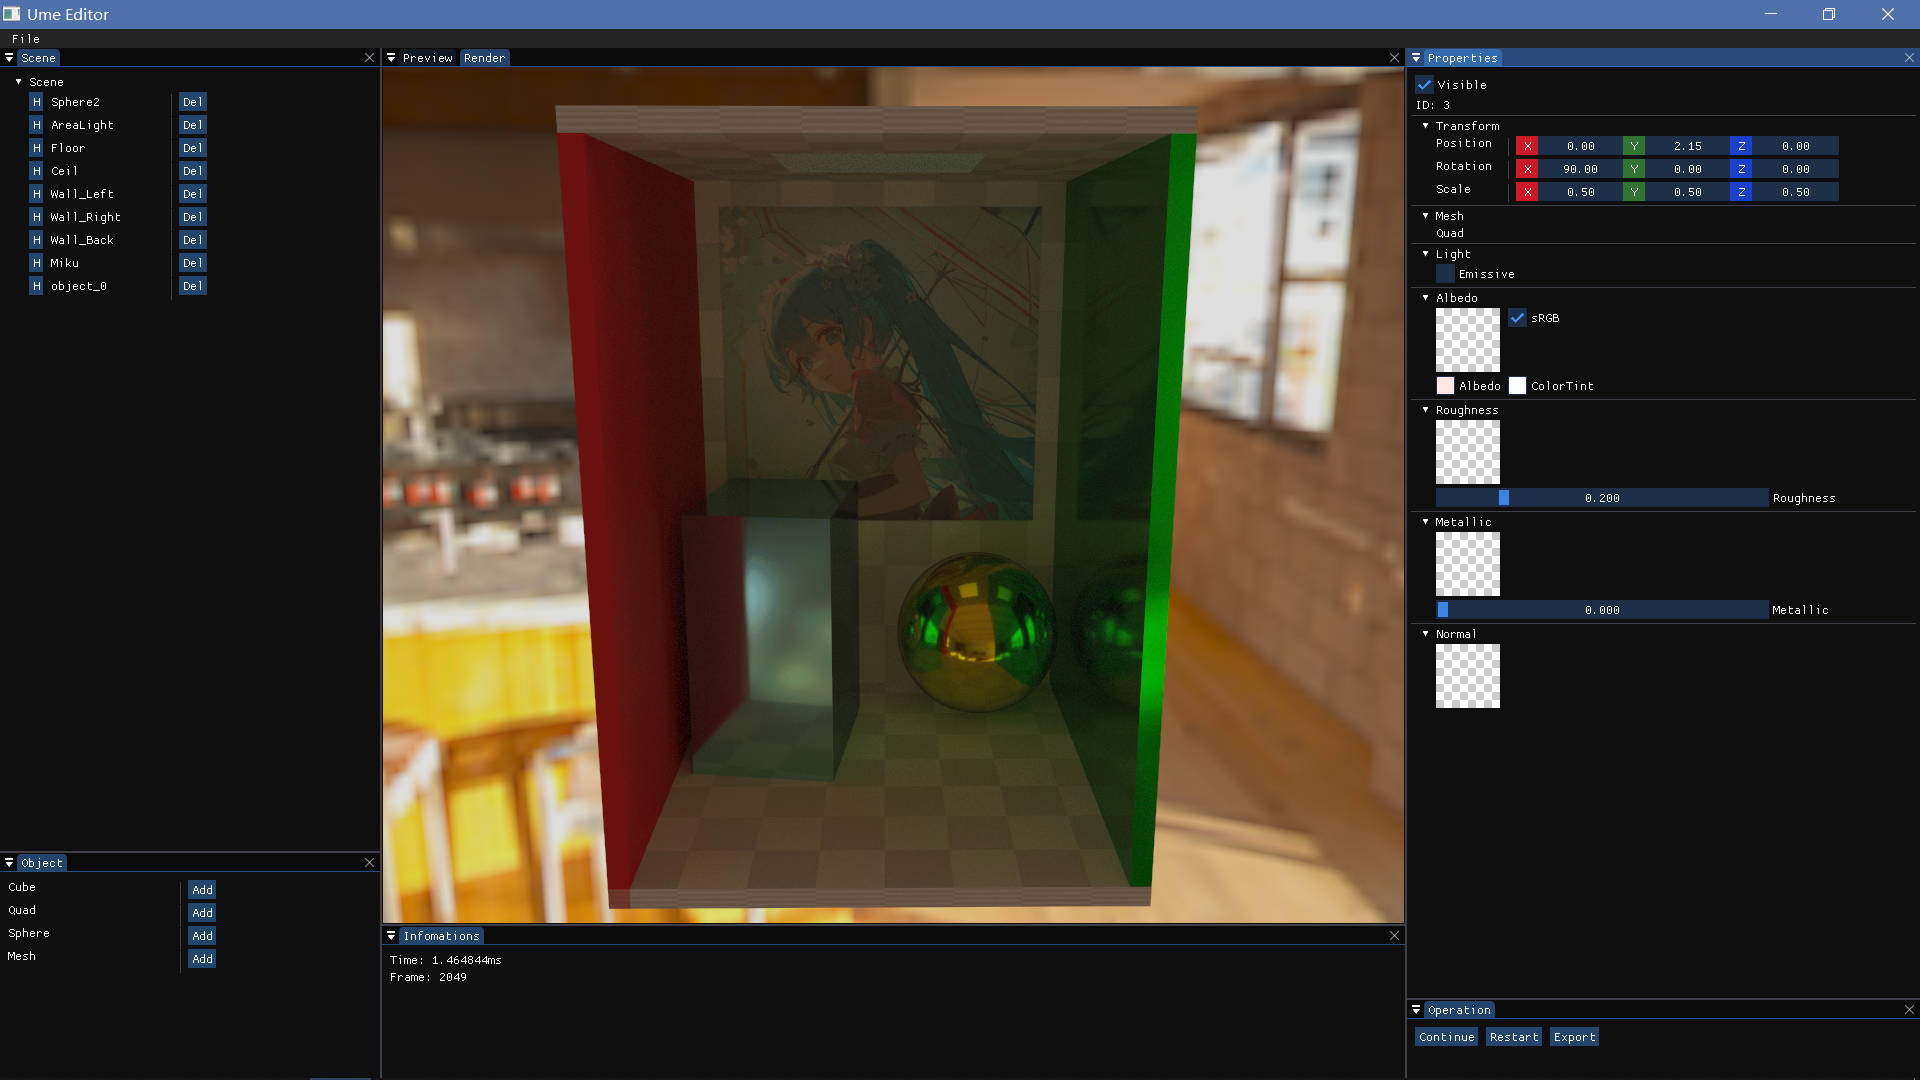 Ume Editor
File
Scene
Scene
H Sphere2 Del
H AreaLight Del
H Floor Del
H Ceil Del
H Wall_Left Del
H Wall_Right Del
H Wall_Back Del
H Miku Del
H object_0 Del
Object
Cube Add
Quad Add
Sphere Add
Mesh Add
Preview Render
Infomations
Time: 1.464844ms
Frame: 2049
Properties
Visible
ID: 3
Transform
Position X 0.00 Y 2.15 Z 0.00
Rotation X 90.00 Y 0.00 Z 0.00
Scale X 0.50 Y 0.50 Z 0.50
Mesh
Quad
Light
Emissive
Albedo
sRGB
Albedo ColorTint
Roughness
0.200 Roughness
Metallic
0.000 Metallic
Normal
Operation
Continue Restart Export